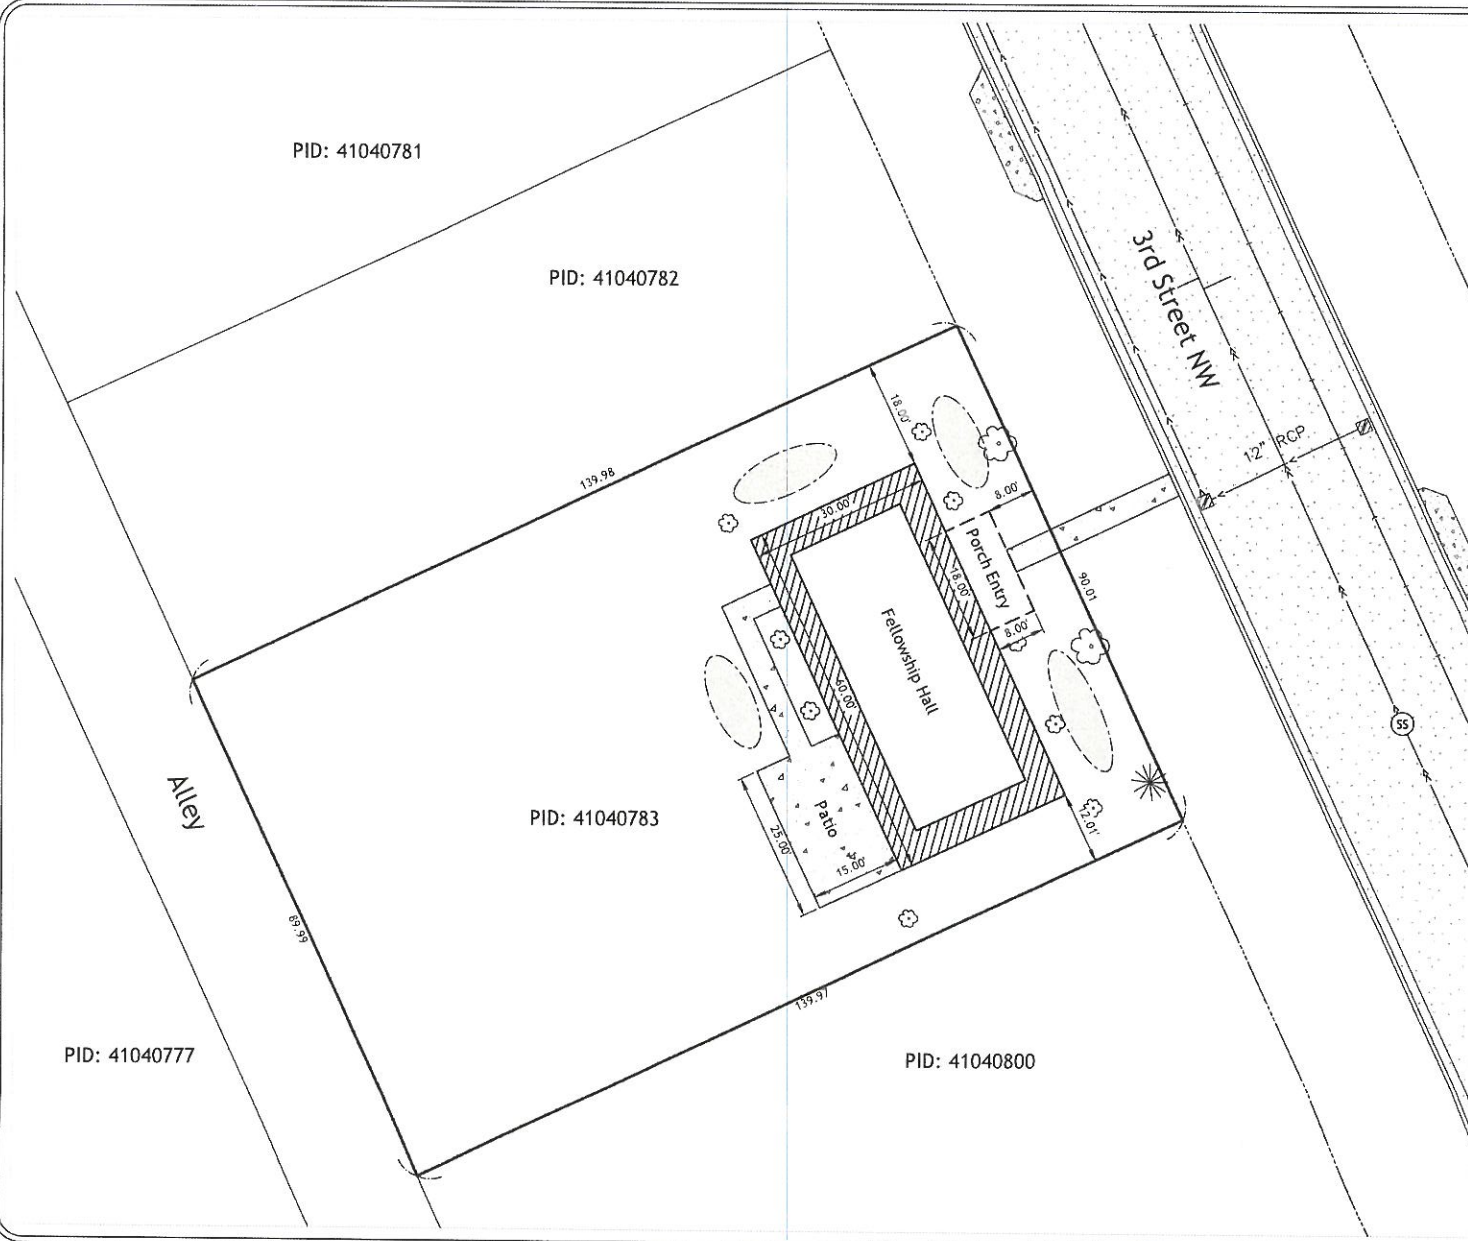 PID: 41040781
PID: 41040782
3rd Street NW
18.00'
12" RCP
139.98
8.00'
30.00'
Porch Entry
18.00'
90.01
8.00'
Fellowship Hall
60.00'
SS
Alley
PID: 41040783
Patio
25.00'
15.00'
12.01'
89.99
139.97
PID: 41040777
PID: 41040800